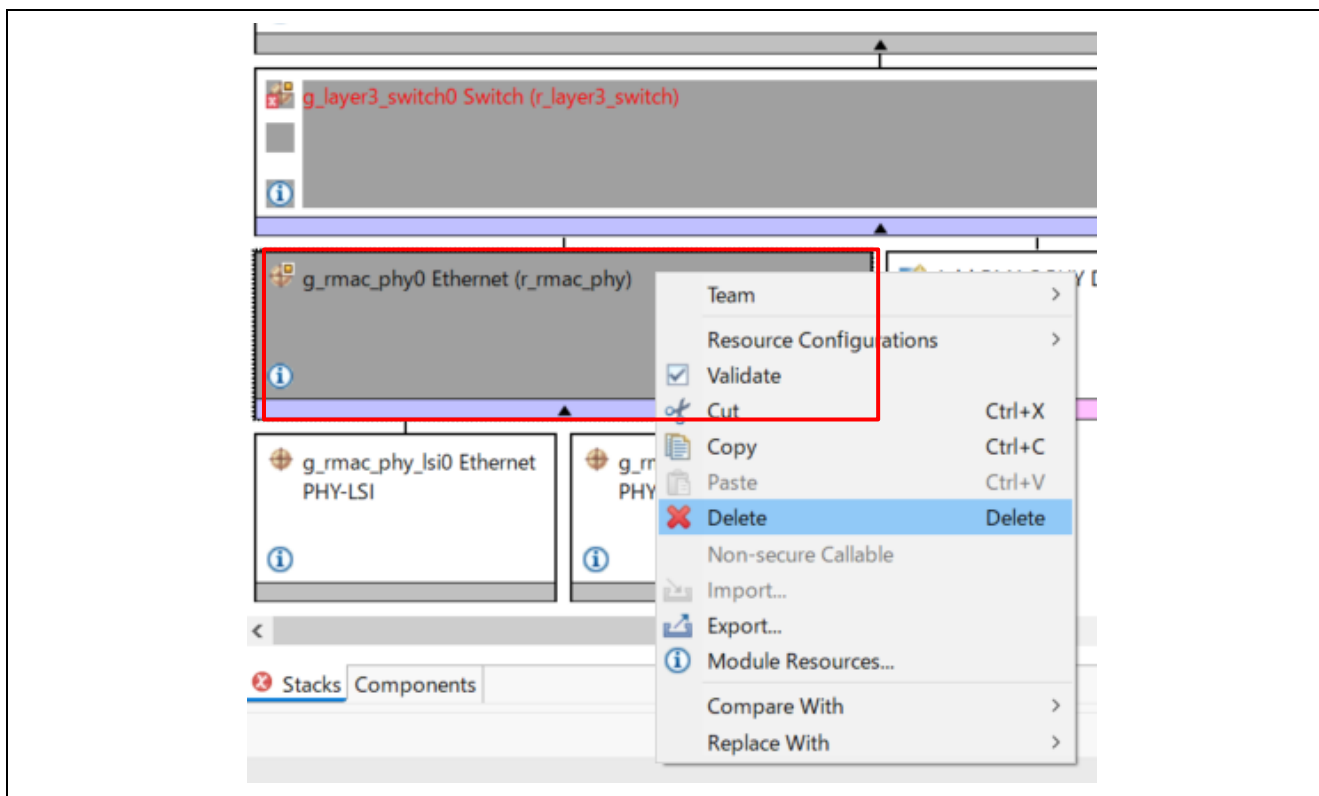 g_layer3_switch0 Switch (r_layer3_switch)
g_rmac_phy0 Ethernet (r_rmac_phy)
Team
Resource Configurations
Validate
Cut Ctrl+X
Copy Ctrl+C
Paste Ctrl+V
Delete Delete
Non-secure Callable
Import...
Export...
Module Resources...
Compare With
Replace With
g_rmac_phy_lsi0 Ethernet
PHY-LSI
PHY
Stacks Components